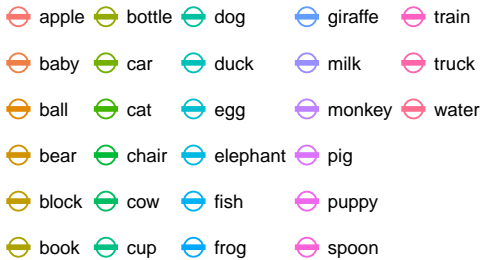 apple bottle dog giraffe train
baby car duck milk truck
ball cat egg monkey water
bear chair elephant pig
block cow fish puppy
book cup frog spoon